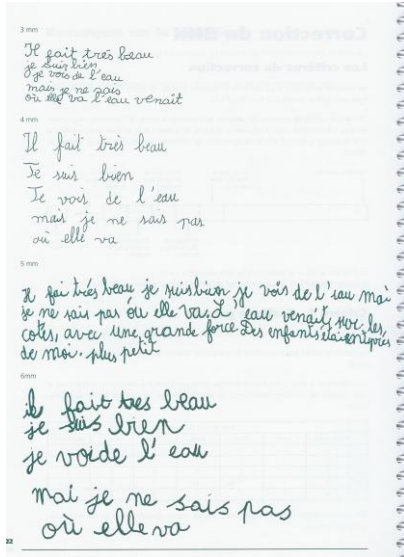 3 mm
Il fait très beau
je suis bien
je vois de l'eau
mais je ne sais
où elle va l'eau venait
4 mm
Il fait très beau
Je suis bien
Je vois de l'eau
mais je ne sais pas
où elle va
5 mm
Il fai très beau je suis bien je vois de l'eau mai
je ne sais pas où elle va. L'eau venait, sur les
cotes, avec une grande force Des enfants étaient près
de moi. plus petit
6mm
il fait tres beau
je suis bien
je voide l'eau
mai je ne sais pas
où elle va
22